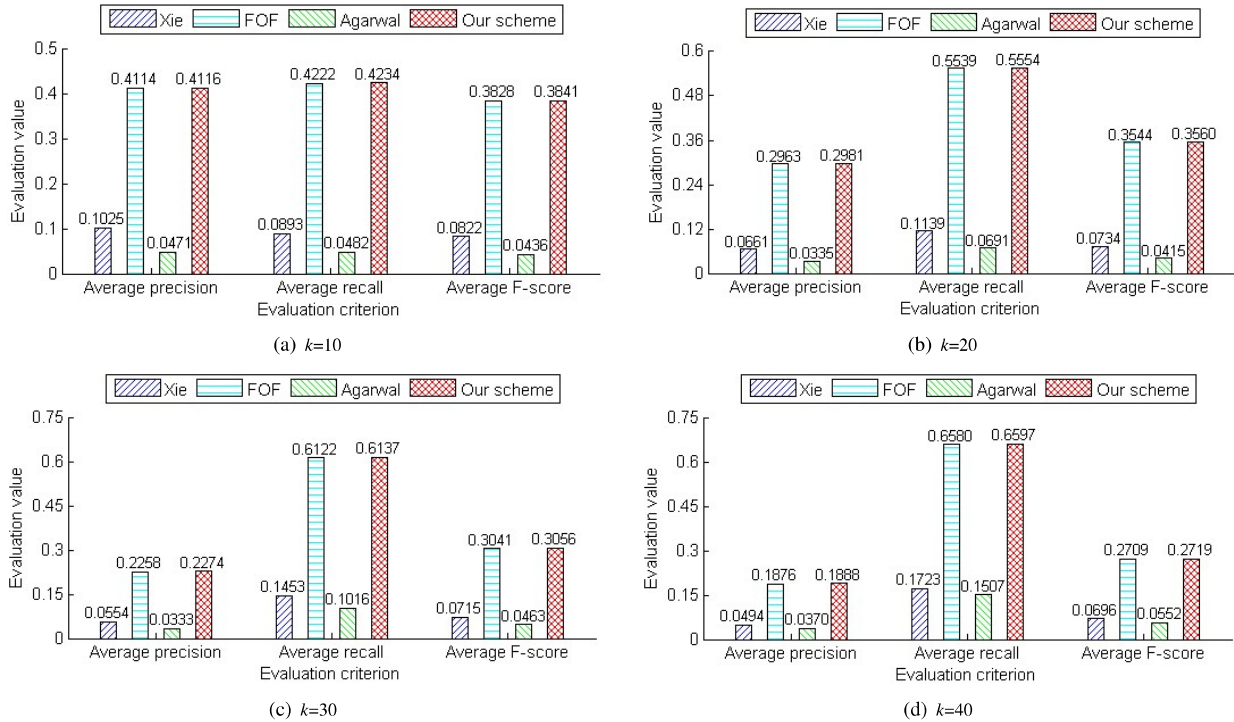 Xie FOF Agarwal Our scheme
0.5
0.4
0.3
0.2
0.1
0
Evaluation value
0.1025 0.4114 0.0471 0.4116
0.0893 0.4222 0.0482 0.4234
0.0822 0.3828 0.0436 0.3841
Average precision Average recall Average F-score
Evaluation criterion
(a) k=10
Xie FOF Agarwal Our scheme
0.6
0.48
0.36
0.24
0.12
0
Evaluation value
0.0661 0.2963 0.0335 0.2981
0.1139 0.5539 0.0691 0.5554
0.0734 0.3544 0.0415 0.3560
Average precision Average recall Average F-score
Evaluation criterion
(b) k=20
Xie FOF Agarwal Our scheme
0.75
0.6
0.45
0.3
0.15
0
Evaluation value
0.0554 0.2258 0.0333 0.2274
0.1453 0.6122 0.1016 0.6137
0.0715 0.3041 0.0463 0.3056
Average precision Average recall Average F-score
Evaluation criterion
(c) k=30
Xie FOF Agarwal Our scheme
0.75
0.6
0.45
0.3
0.15
0
Evaluation value
0.0494 0.1876 0.0370 0.1888
0.1723 0.6580 0.1507 0.6597
0.0696 0.2709 0.0552 0.2719
Average precision Average recall Average F-score
Evaluation criterion
(d) k=40